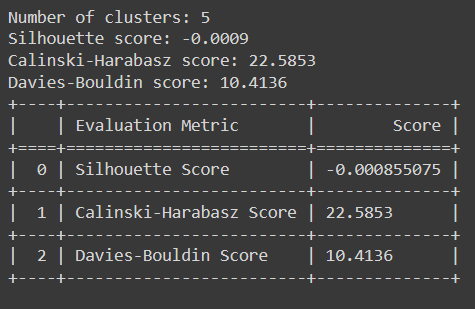 Number of clusters: 5
Silhouette score: -0.0009
Calinski-Harabasz score: 22.5853
Davies-Bouldin score: 10.4136
+----+-------------------------+--------------+
|    | Evaluation Metric       |        Score |
+====+=========================+==============+
|  0 | Silhouette Score        | -0.000855075 |
+----+-------------------------+--------------+
|  1 | Calinski-Harabasz Score | 22.5853      |
+----+-------------------------+--------------+
|  2 | Davies-Bouldin Score    | 10.4136      |
+----+-------------------------+--------------+